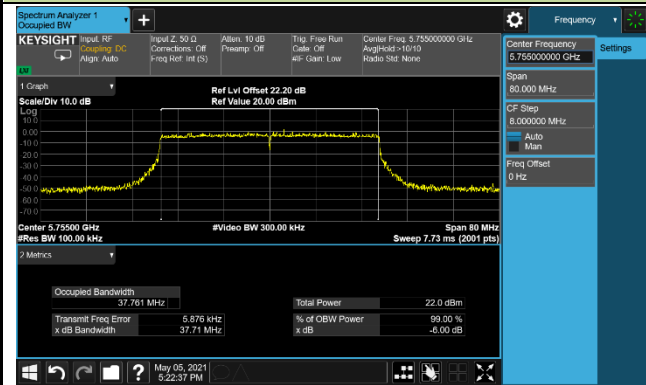 Spectrum Analyzer 1
Occupied BW
Frequency
KEYSIGHT
Input: RF
Coupling: DC
Align: Auto
Input Z: 50 Ω
Corrections: Off
Freq Ref: Int (S)
Atten: 10 dB
Preamp: Off
Trig: Free Run
Gate: Off
#IF Gain: Low
Center Freq: 5.755000000 GHz
Avg|Hold:>10/10
Radio Std: None
LXI
Center Frequency
5.755000000 GHz
Settings
Span
80.000 MHz
CF Step
8.000000 MHz
Auto
Man
Freq Offset
0 Hz
1 Graph
Scale/Div 10.0 dB
Ref Lvl Offset 22.20 dB
Ref Value 20.00 dBm
Log
10.0
0.00
-10.0
-20.0
-30.0
-40.0
-50.0
-60.0
-70.0
Center 5.75500 GHz
#Video BW 300.00 kHz
Span 80 MHz
#Res BW 100.00 kHz
Sweep 7.73 ms (2001 pts)
2 Metrics
Occupied Bandwidth
37.761 MHz
Total Power 22.0 dBm
Transmit Freq Error 5.876 kHz
% of OBW Power 99.00 %
x dB Bandwidth 37.71 MHz
x dB -6.00 dB
May 05, 2021
5:22:37 PM